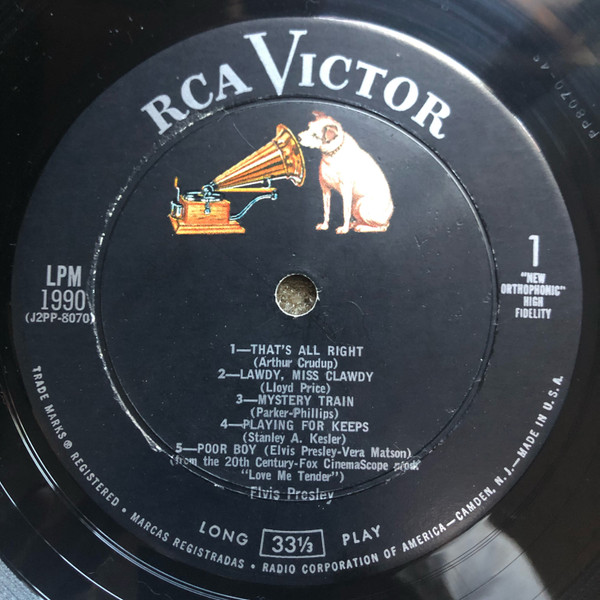 RCA VICTOR
LPM
1990
(J2PP-8070)
1
"NEW
ORTHOPHONIC"
HIGH
FIDELITY
1—THAT'S ALL RIGHT
(Arthur Crudup)
2—LAWDY, MISS CLAWDY
(Lloyd Price)
3—MYSTERY TRAIN
(Parker-Phillips)
4—PLAYING FOR KEEPS
(Stanley A. Kesler)
5—POOR BOY (Elvis Presley-Vera Matson)
(from the 20th Century-Fox CinemaScope prod.
"Love Me Tender")
Elvis Presley
LONG 33⅓ PLAY
TRADE MARKS ® REGISTERED • MARCAS REGISTRADAS • RADIO CORPORATION OF AMERICA—CAMDEN, N.J.—MADE IN U.S.A.